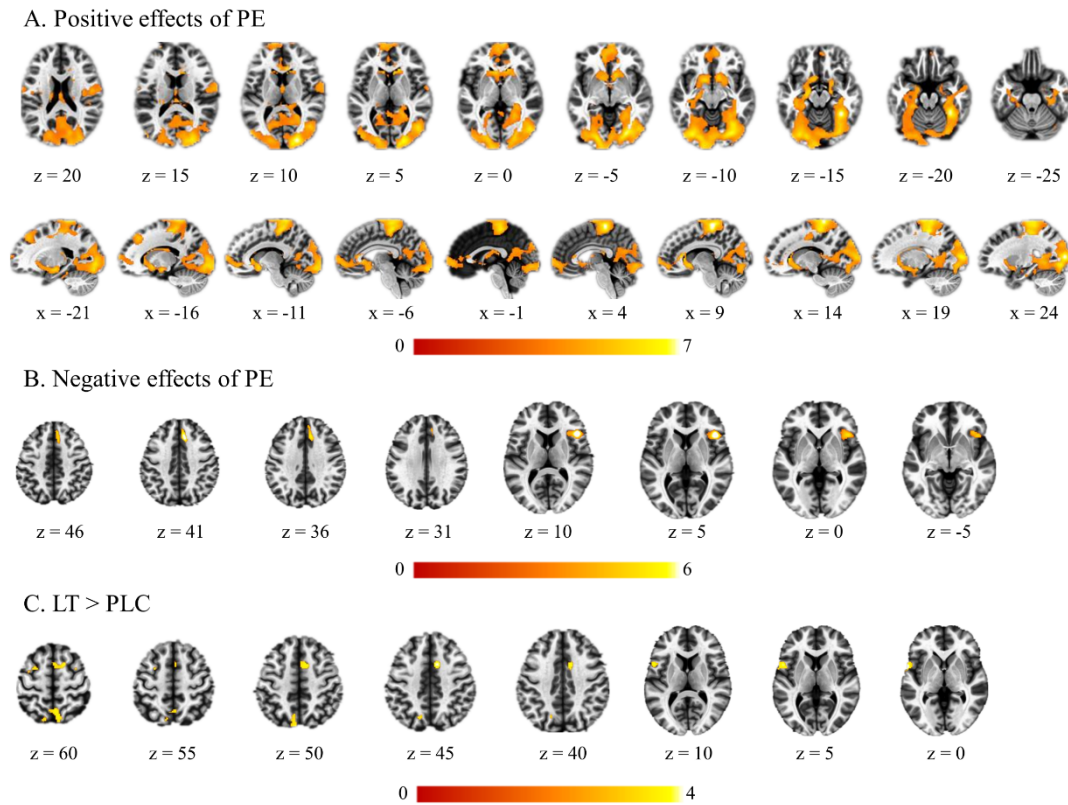 A. Positive effects of PE
z = 20 z = 15 z = 10 z = 5 z = 0 z = -5 z = -10 z = -15 z = -20 z = -25
x = -21 x = -16 x = -11 x = -6 x = -1 x = 4 x = 9 x = 14 x = 19 x = 24
0 7
B. Negative effects of PE
z = 46 z = 41 z = 36 z = 31 z = 10 z = 5 z = 0 z = -5
0 6
C. LT > PLC
z = 60 z = 55 z = 50 z = 45 z = 40 z = 10 z = 5 z = 0
0 4